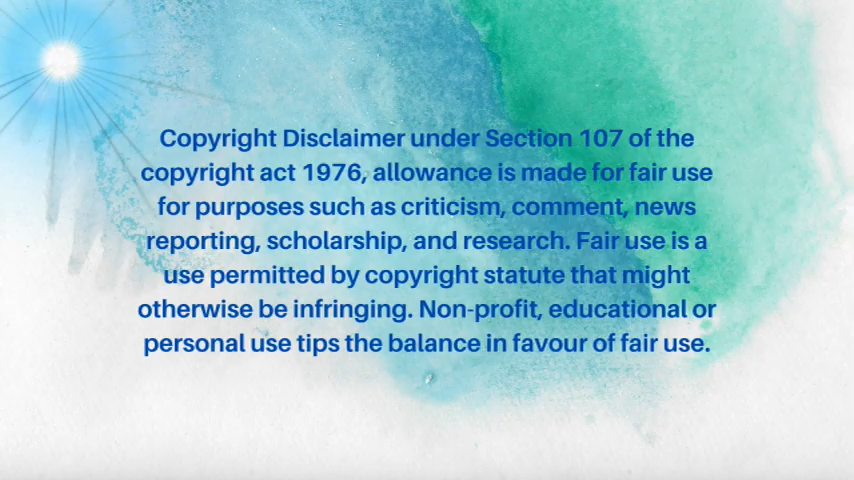 Copyright Disclaimer under Section 107 of the
copyright act 1976, allowance is made for fair use
for purposes such as criticism, comment, news
reporting, scholarship, and research. Fair use is a
use permitted by copyright statute that might
otherwise be infringing. Non-profit, educational or
personal use tips the balance in favour of fair use.